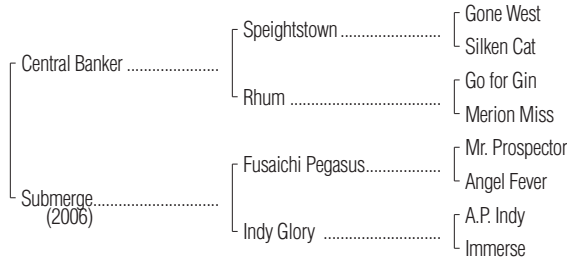 Gone West
Speightstown ........................
Silken Cat
Central Banker ......................
Go for Gin
Rhum ....................................
Merion Miss
Mr. Prospector
Fusaichi Pegasus..................
Angel Fever
Submerge..............................
(2006)
A.P. Indy
Indy Glory ............................
Immerse